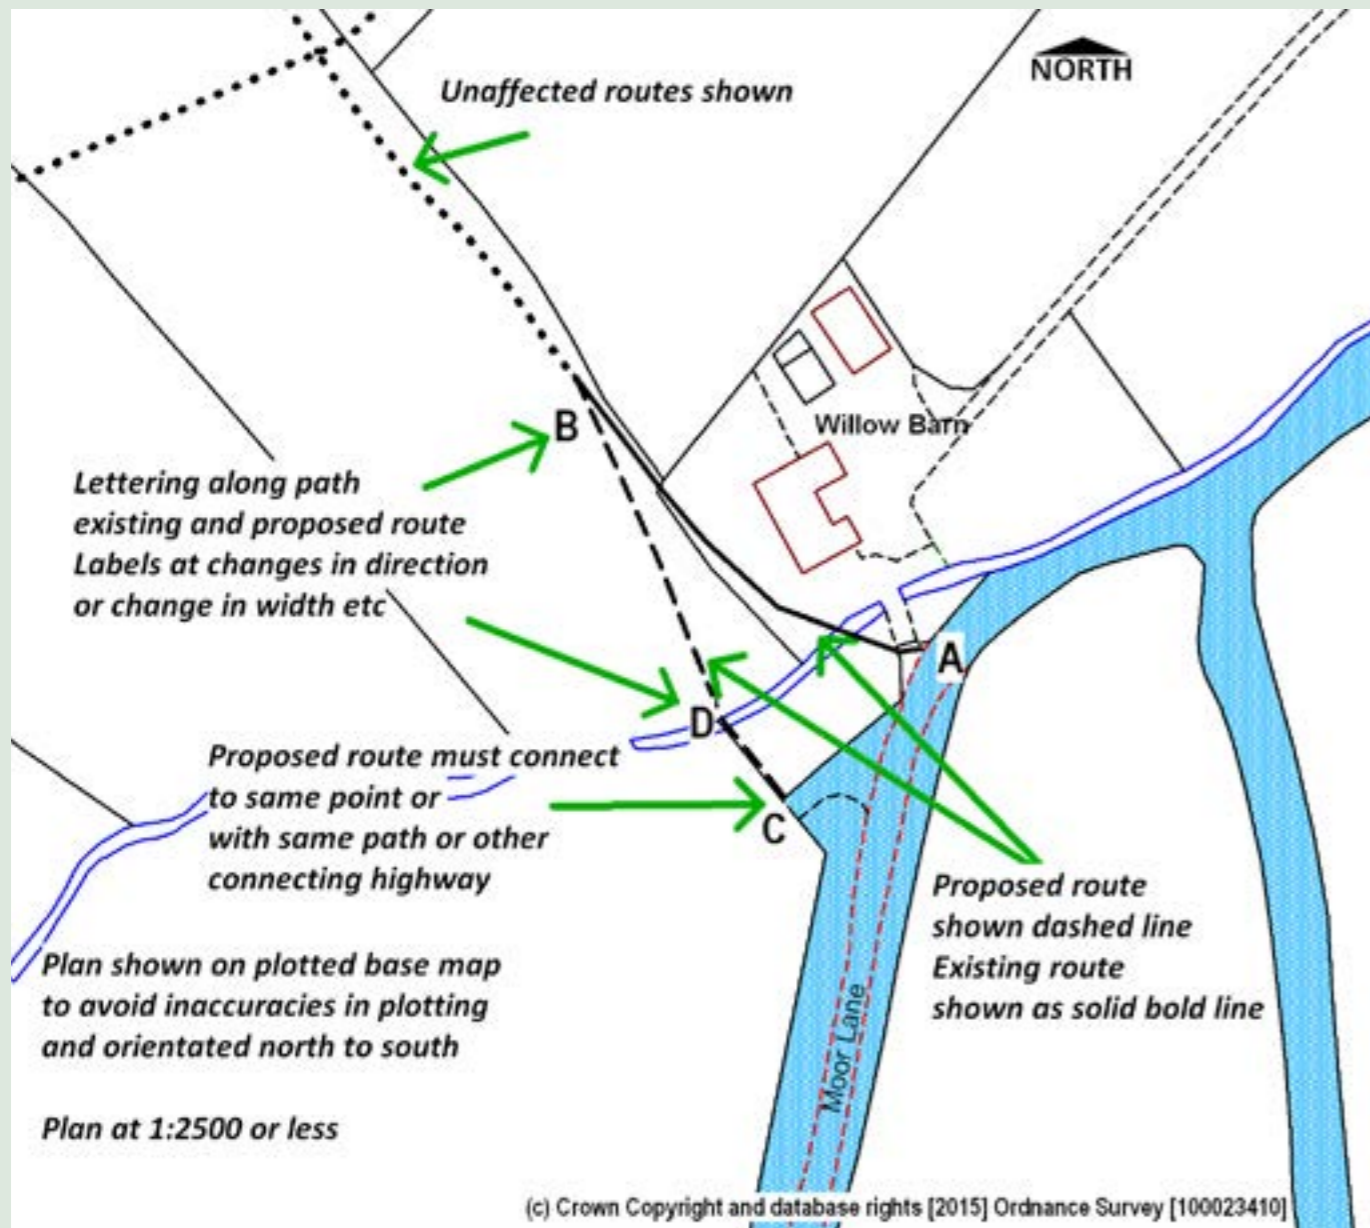 NORTH
Unaffected routes shown
Willow Barn
B
Lettering along path
existing and proposed route
Labels at changes in direction
or change in width etc
A
D
Proposed route must connect
to same point or
with same path or other
connecting highway
C
Proposed route
shown dashed line
Existing route
shown as solid bold line
Plan shown on plotted base map
to avoid inaccuracies in plotting
and orientated north to south
Moor Lane
Plan at 1:2500 or less
(c) Crown Copyright and database rights [2015] Ordnance Survey [100023410]